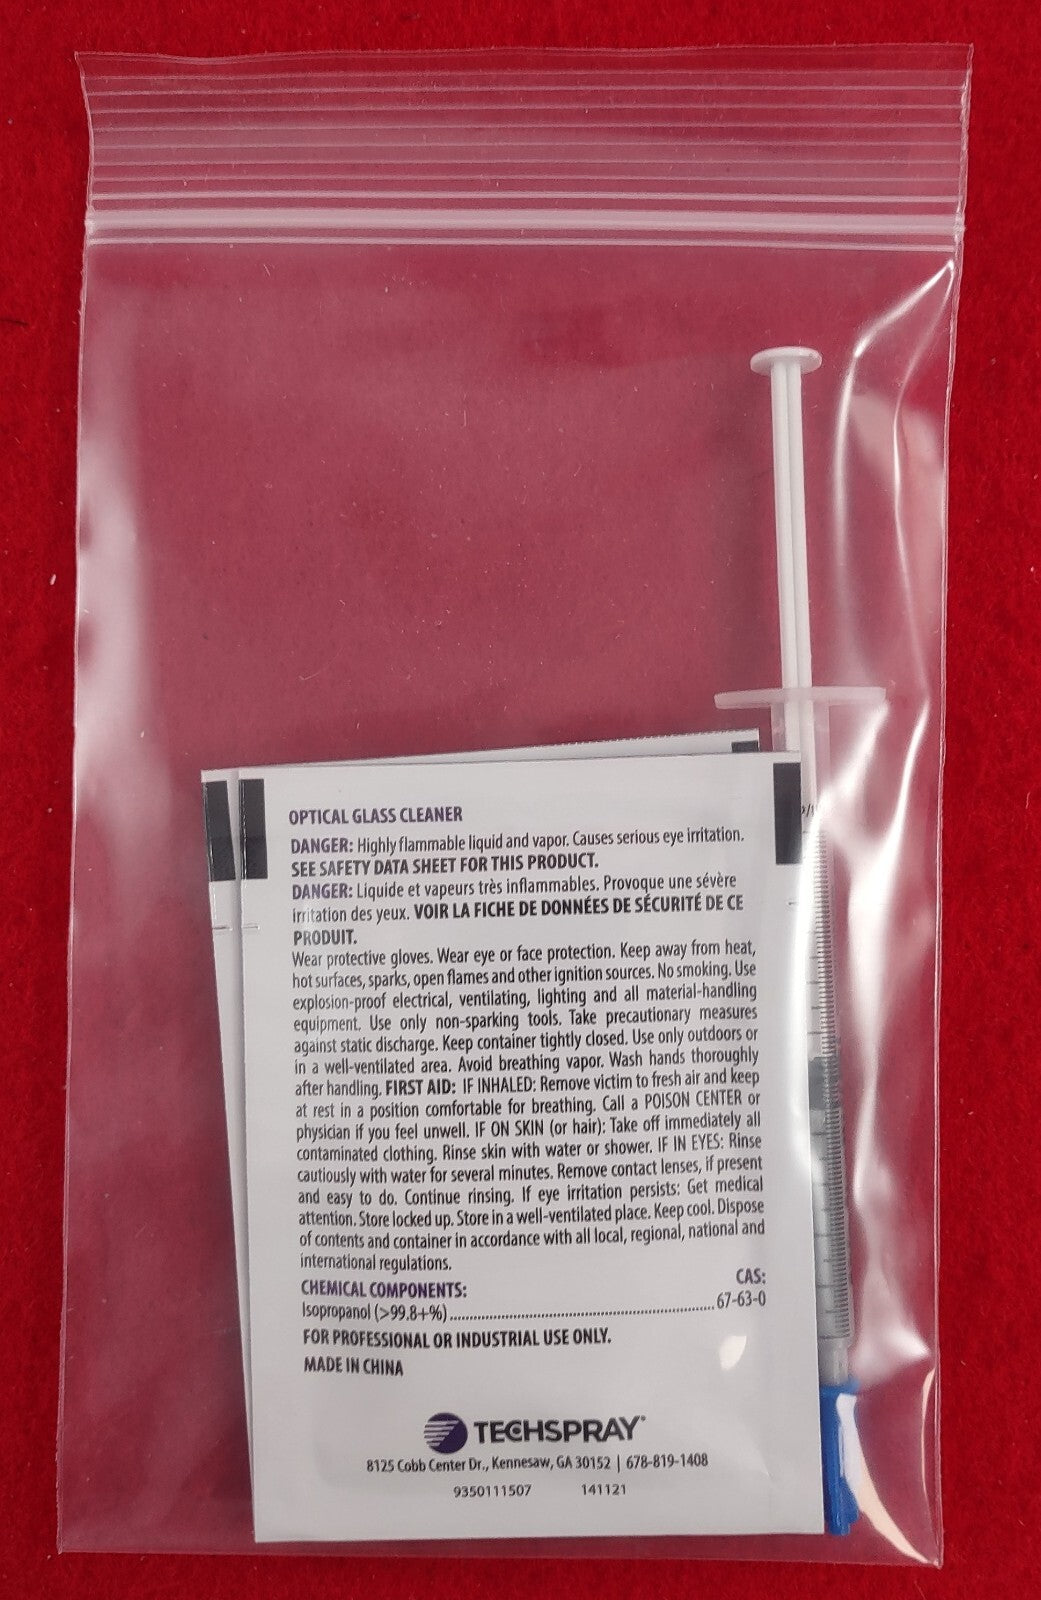 OPTICAL GLASS CLEANER
DANGER: Highly flammable liquid and vapor. Causes serious eye irritation.
SEE SAFETY DATA SHEET FOR THIS PRODUCT.
DANGER: Liquide et vapeurs très inflammables. Provoque une sévère
irritation des yeux. VOIR LA FICHE DE DONNÉES DE SÉCURITÉ DE CE
PRODUIT.
Wear protective gloves. Wear eye or face protection. Keep away from heat,
hot surfaces, sparks, open flames and other ignition sources. No smoking. Use
explosion-proof electrical, ventilating, lighting and all material-handling
equipment. Use only non-sparking tools. Take precautionary measures
against static discharge. Keep container tightly closed. Use only outdoors or
in a well-ventilated area. Avoid breathing vapor. Wash hands thoroughly
after handling. FIRST AID: IF INHALED: Remove victim to fresh air and keep
at rest in a position comfortable for breathing. Call a POISON CENTER or
physician if you feel unwell. IF ON SKIN (or hair): Take off immediately all
contaminated clothing. Rinse skin with water or shower. IF IN EYES: Rinse
cautiously with water for several minutes. Remove contact lenses, if present
and easy to do. Continue rinsing. If eye irritation persists: Get medical
attention. Store locked up. Store in a well-ventilated place. Keep cool. Dispose
of contents and container in accordance with all local, regional, national and
international regulations.
CHEMICAL COMPONENTS: CAS:
Isopropanol (>99.8+%)........................................67-63-0
FOR PROFESSIONAL OR INDUSTRIAL USE ONLY.
MADE IN CHINA
TECHSPRAY®
8125 Cobb Center Dr., Kennesaw, GA 30152 | 678-819-1408
9350111507 141121